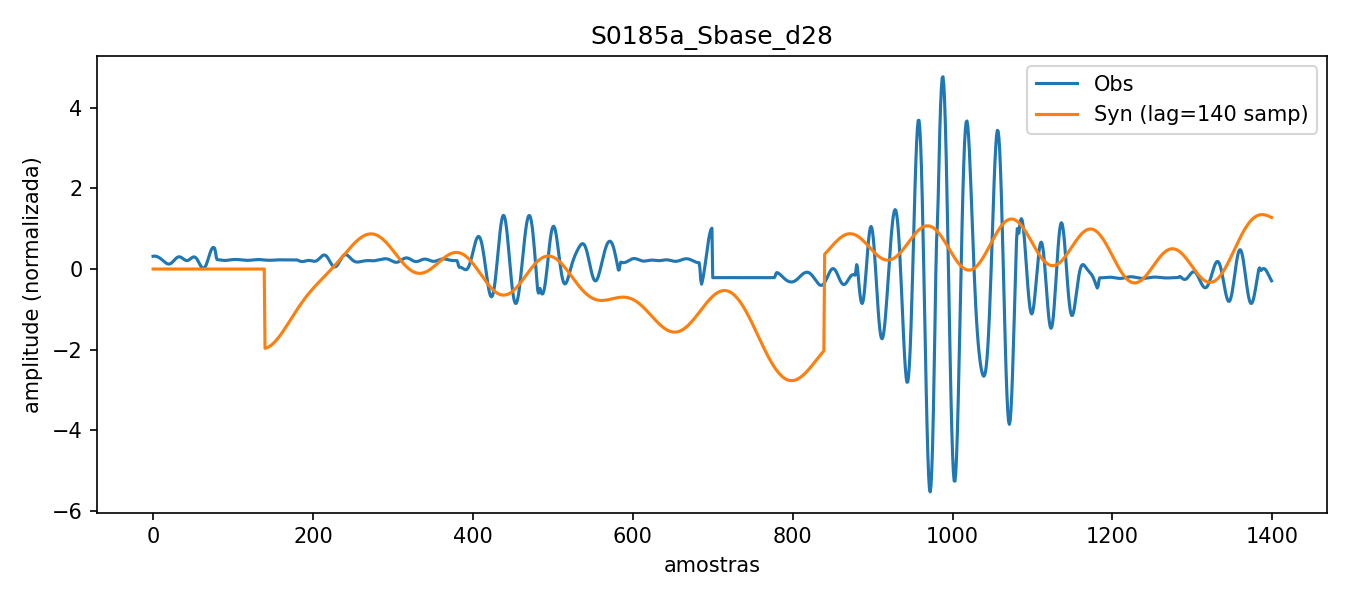 S0185a_Sbase_d28
Obs
Syn (lag=140 samp)
amplitude (normalizada)
4
2
0
−2
−4
−6
0 200 400 600 800 1000 1200 1400
amostras